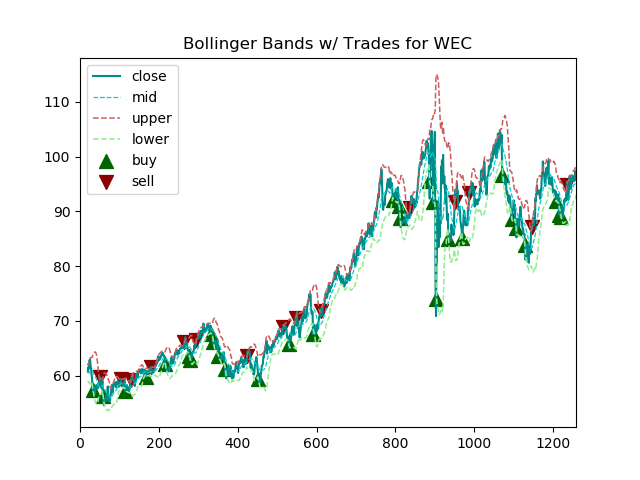 Bollinger Bands w/ Trades for WEC
close
mid
upper
lower
buy
sell
110
100
90
80
70
60
0 200 400 600 800 1000 1200